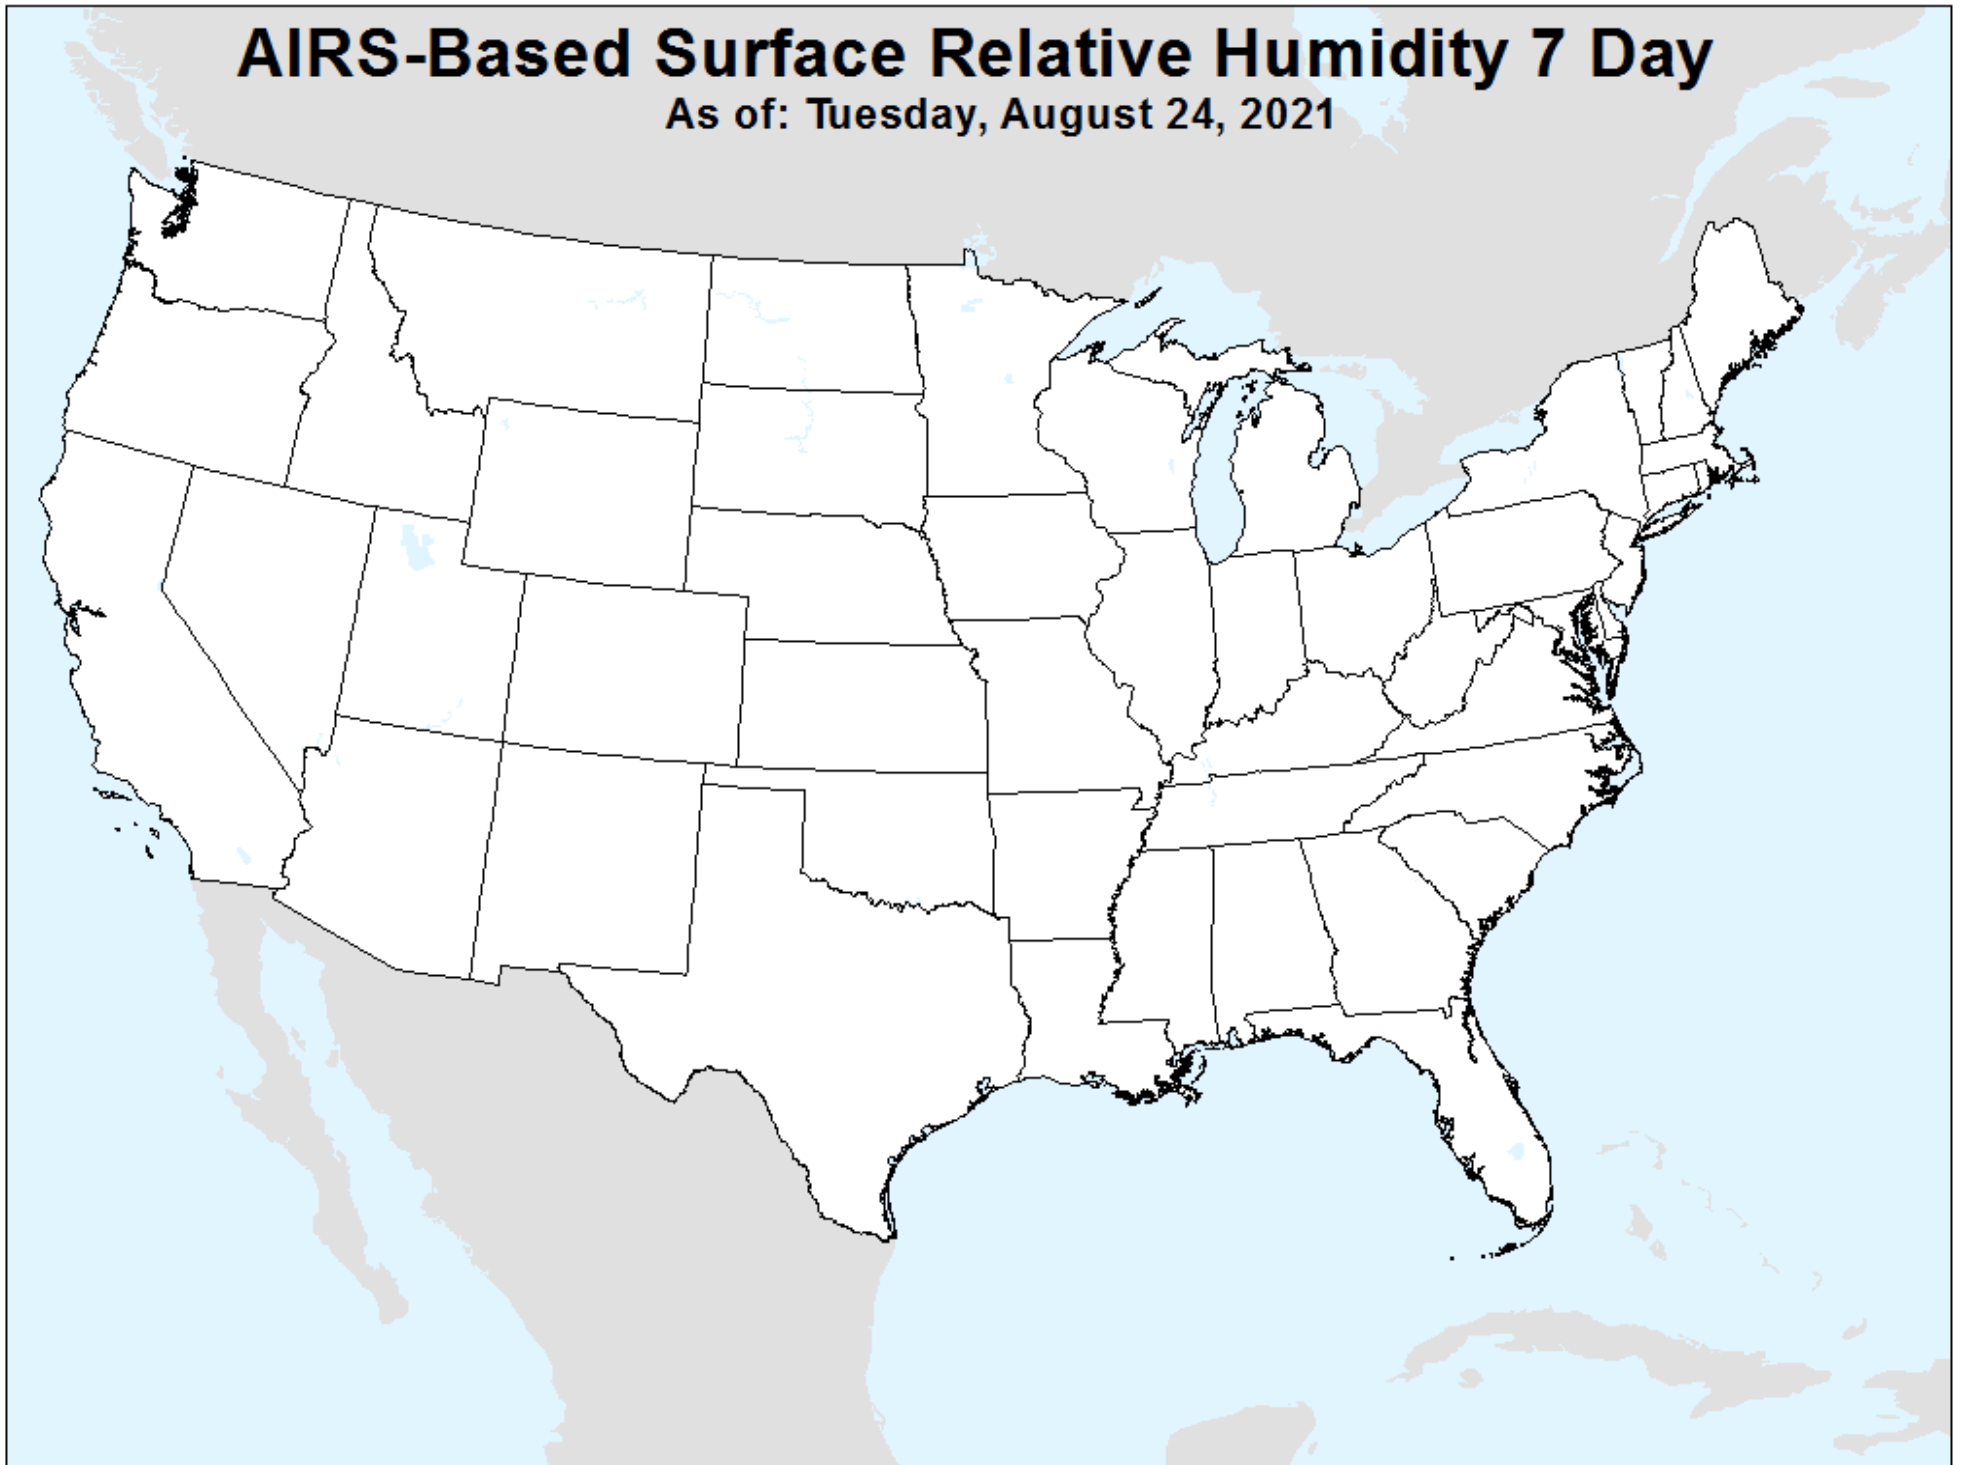 AIRS-Based Surface Relative Humidity 7 Day
As of: Tuesday, August 24, 2021